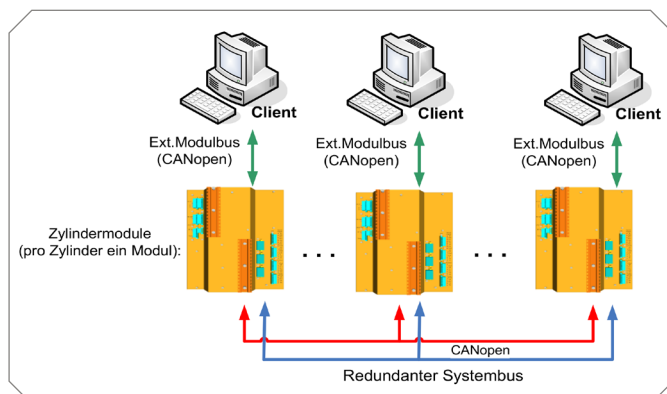 Client
Client
Client
Ext.Modulbus
(CANopen)
Ext.Modulbus
(CANopen)
Ext.Modulbus
(CANopen)
Zylindermodule
(pro Zylinder ein Modul):
. . .
. . .
CANopen
Redundanter Systembus